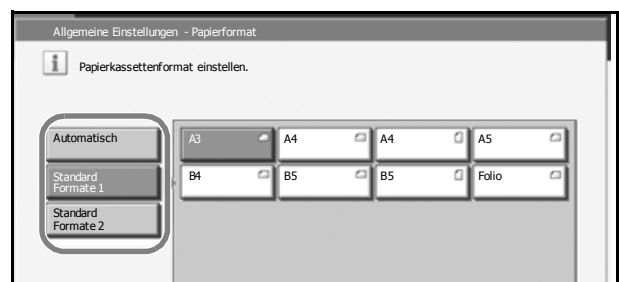 Allgemeine Einstellungen - Papierformat
Papierkassettenformat einstellen.
Automatisch
A3
A4
A4
A5
Standard
Formate 1
B4
B5
B5
Folio
Standard
Formate 2